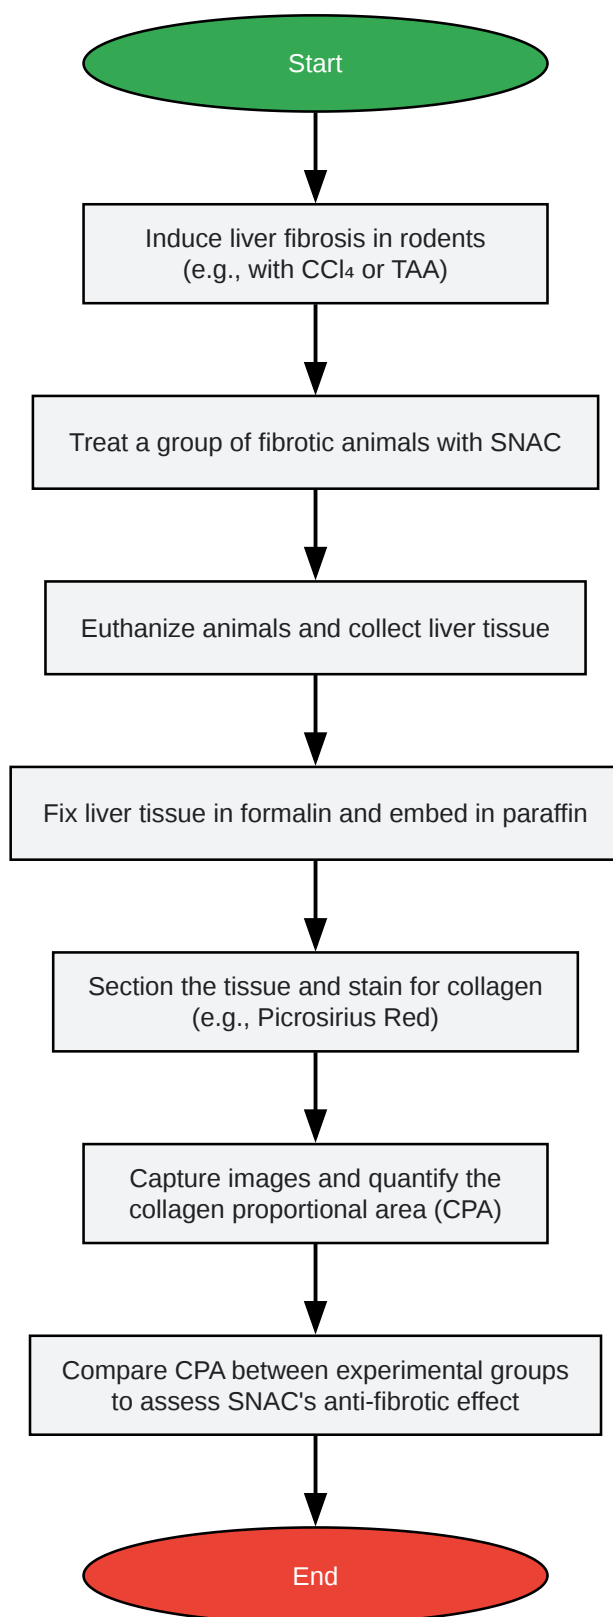 Start
Induce liver fibrosis in rodents
(e.g., with CCl₄ or TAA)
Treat a group of fibrotic animals with SNAC
Euthanize animals and collect liver tissue
Fix liver tissue in formalin and embed in paraffin
Section the tissue and stain for collagen
(e.g., Picrosirius Red)
Capture images and quantify the
collagen proportional area (CPA)
Compare CPA between experimental groups
to assess SNAC's anti-fibrotic effect
End